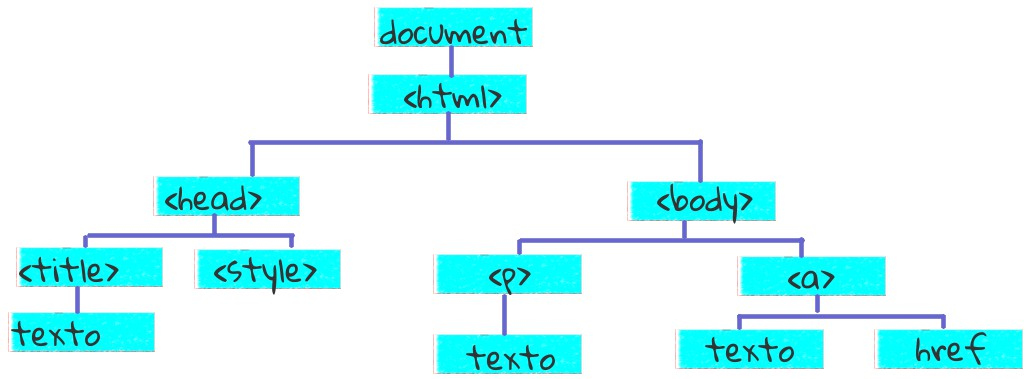 document
<html>
<head>
<body>
<title>
<style>
<p>
<a>
texto
texto
texto
href